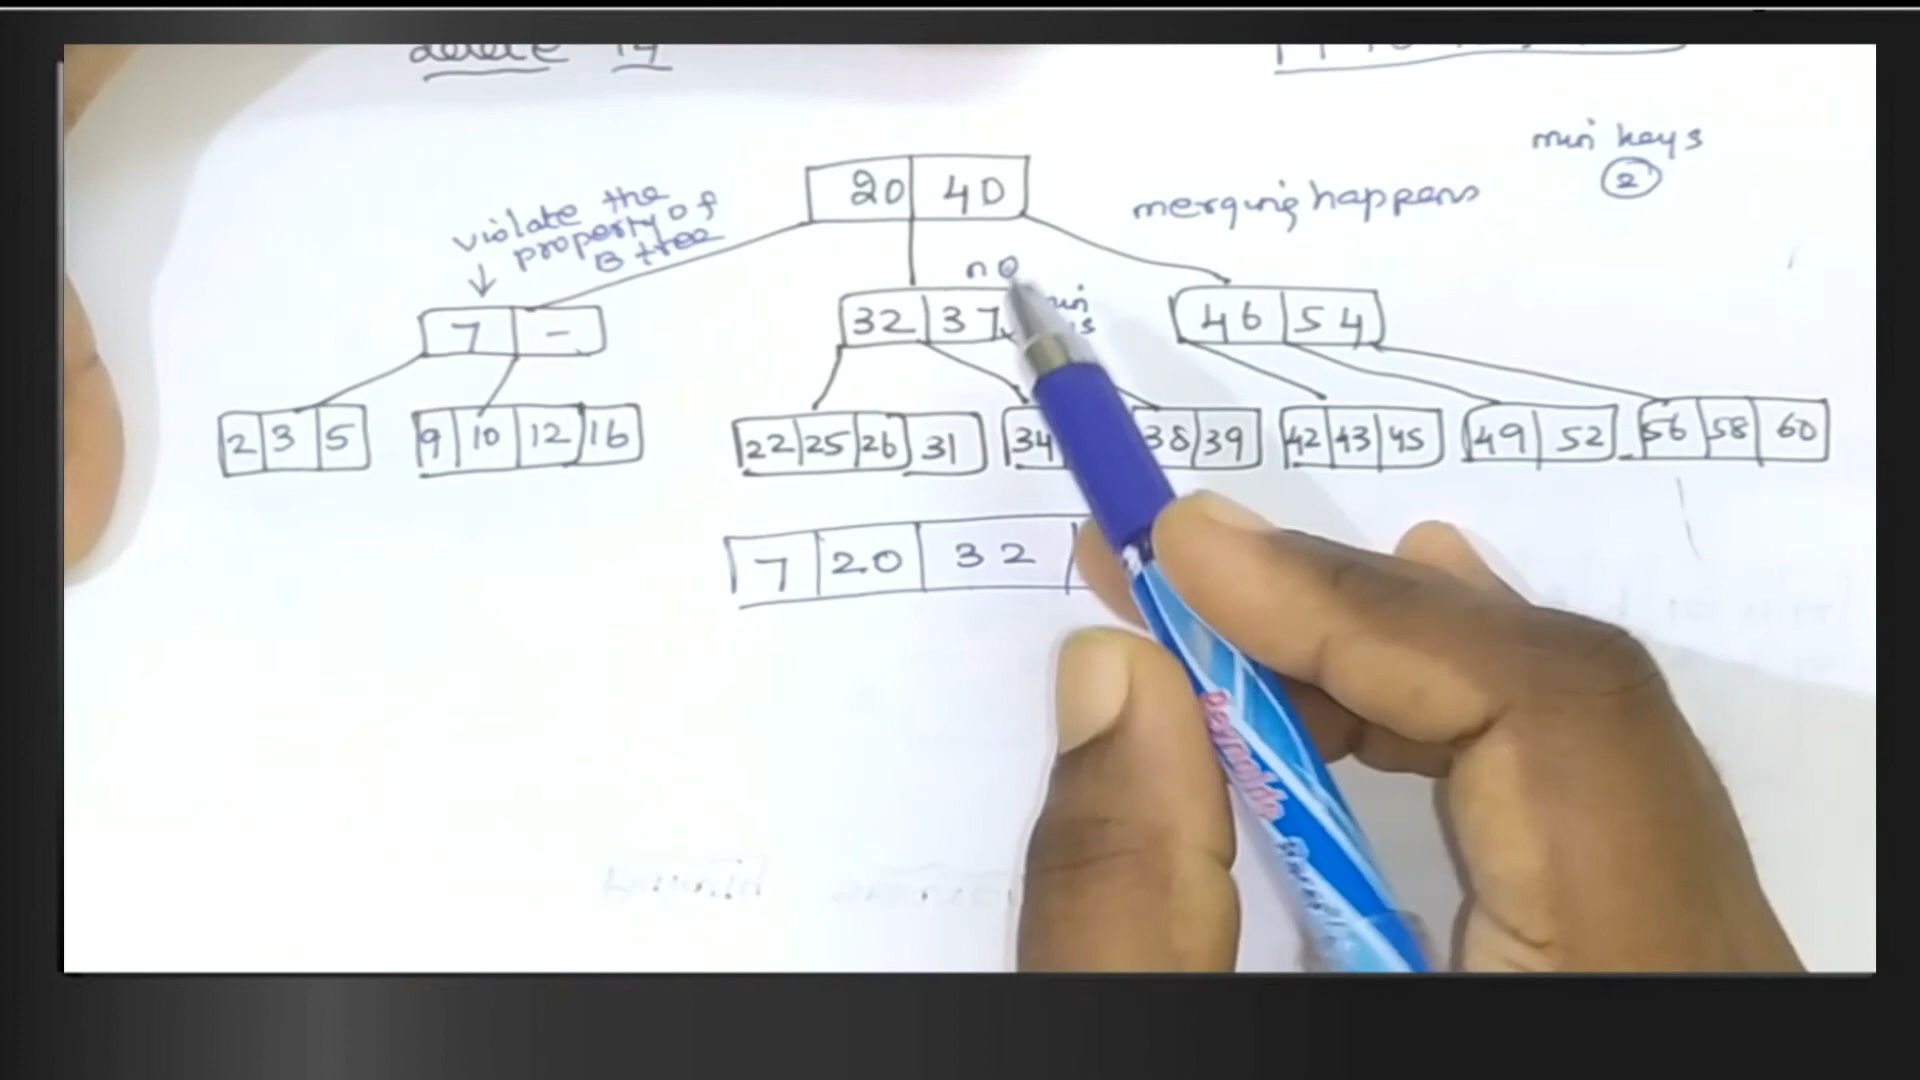 delete 14
min keys
2
20 40
merging happens
violate the
property of
B tree
no
7 -
32 37
46 54
2 3 5
9 10 12 16
22 25 26 31
34
38 39
42 43 45
49 52
56 58 60
7 20 32
Reynolds